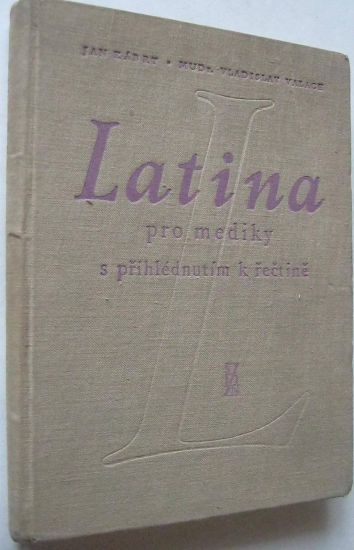 JAN KÁBRT • MUDr. VLADISLAV VALACH
Latina
pro mediky
s přihlédnutím k řečtině